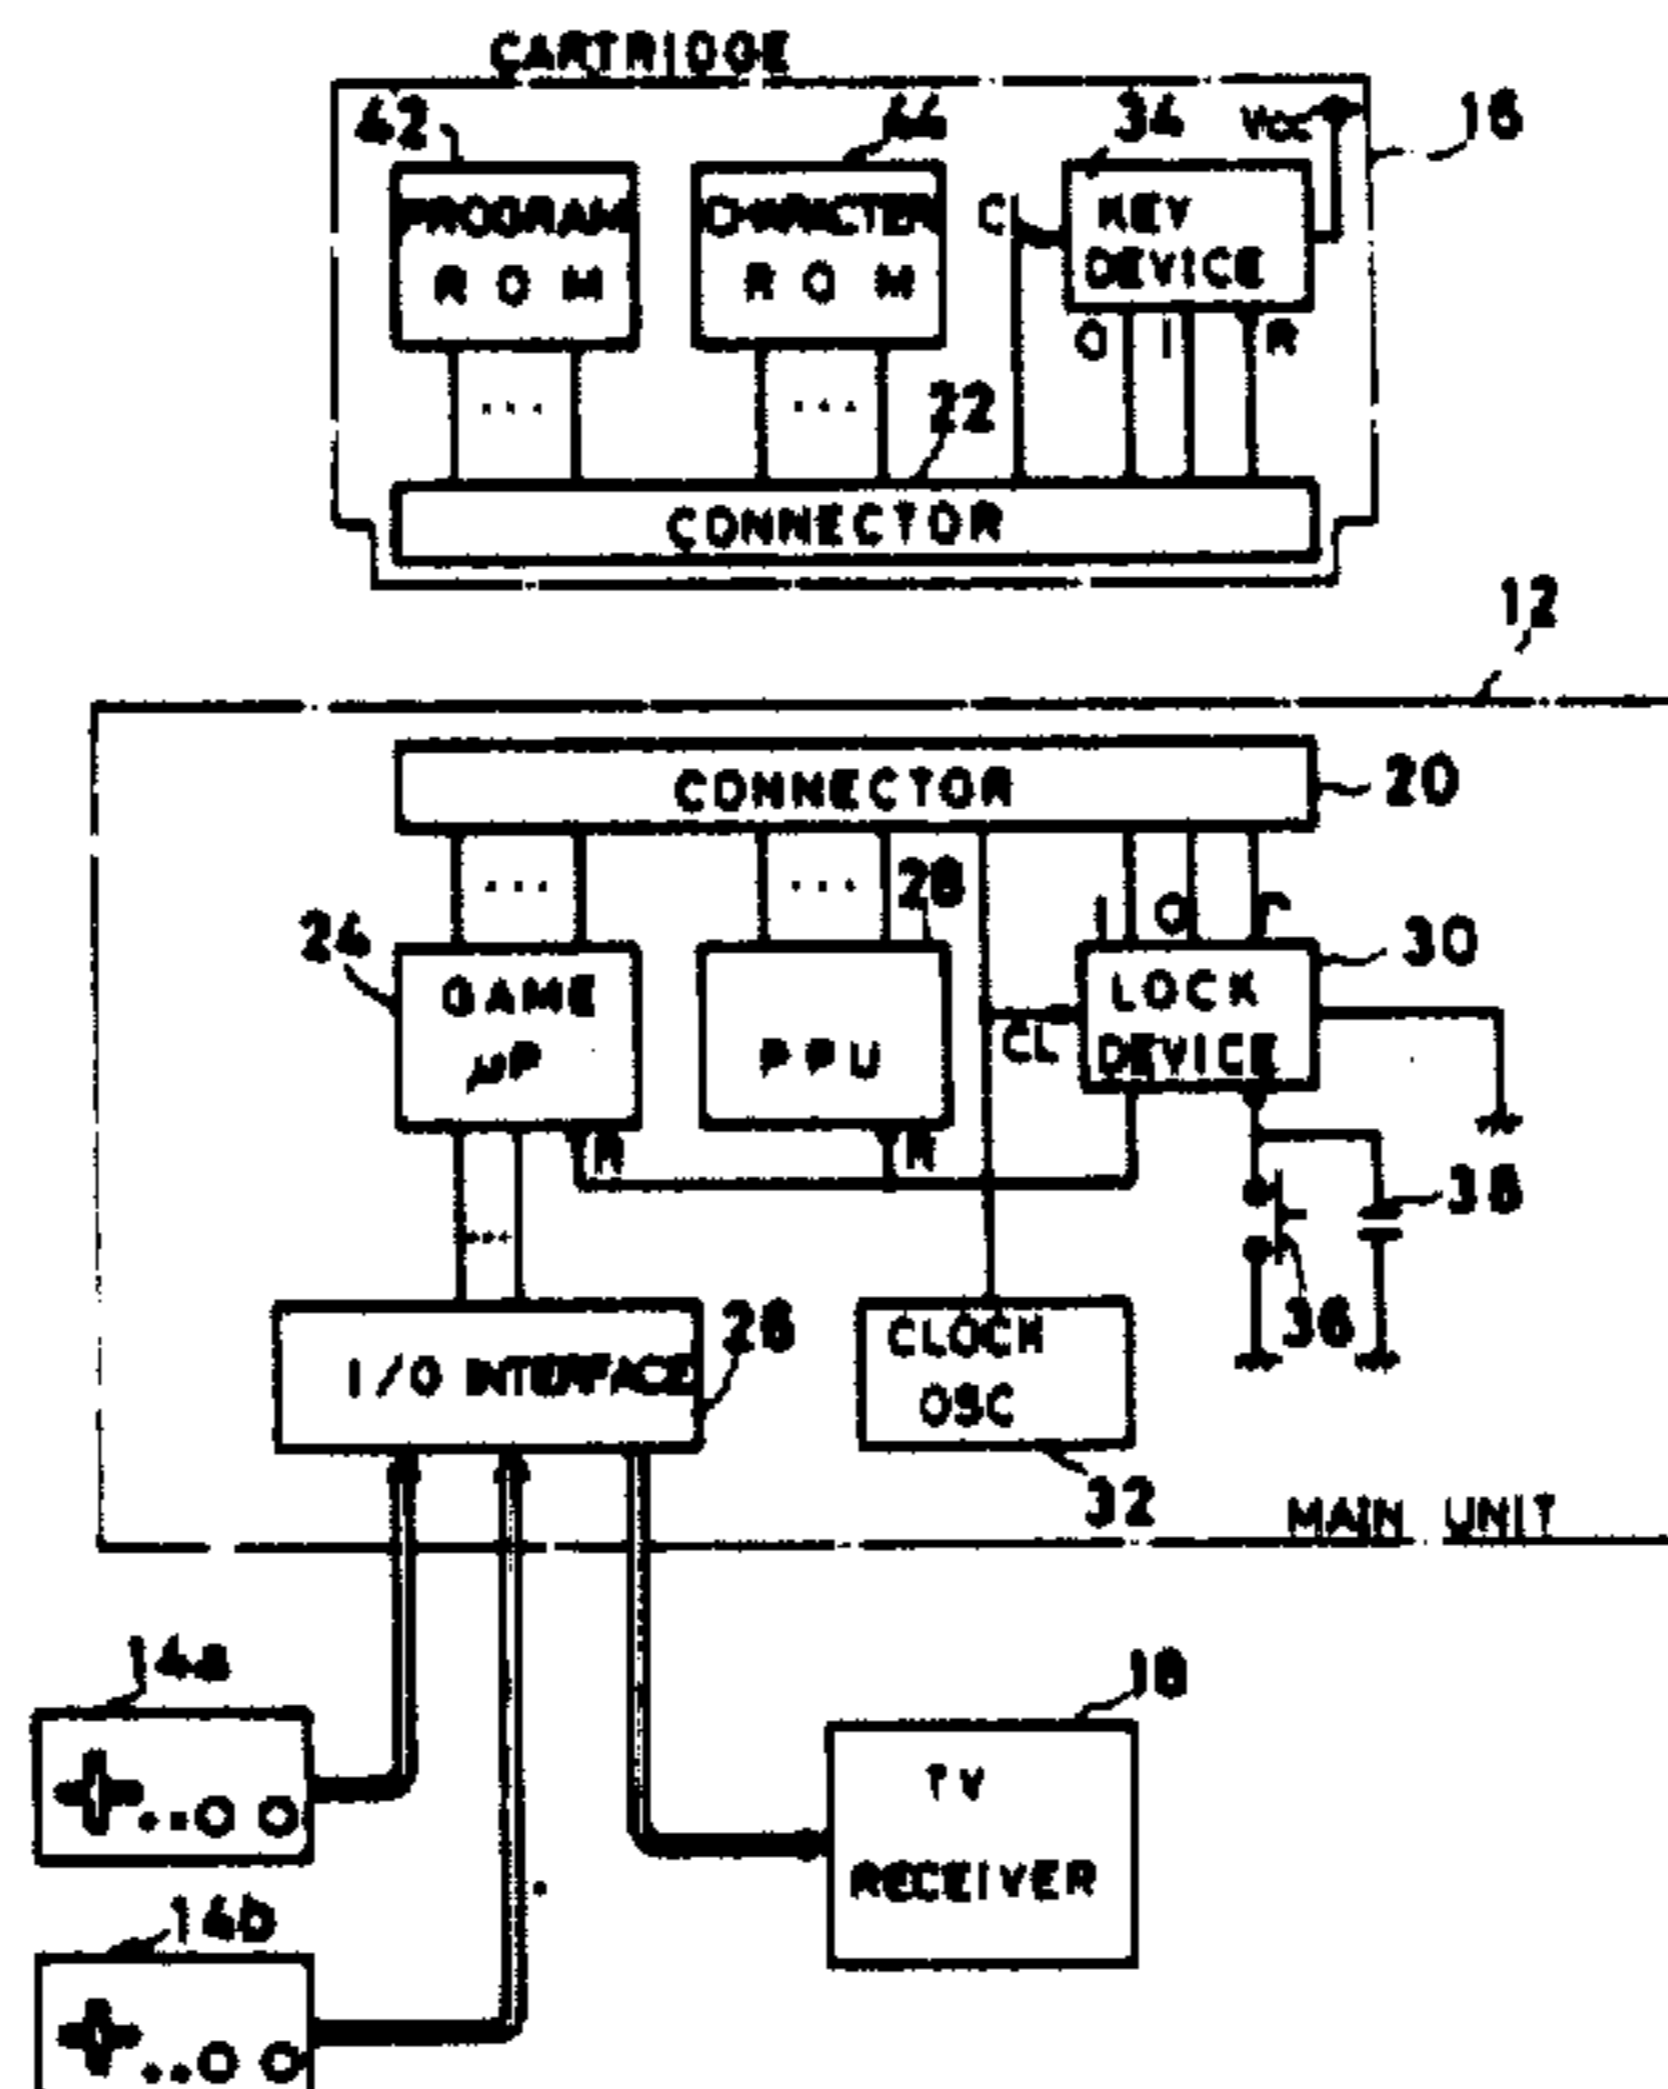 CARTRIDGE
42
44
34
Vcc
16
PROGRAM
ROM
CHARACTER
ROM
CL
KEY
DEVICE
O
I
R
...
...
22
CONNECTOR
12
CONNECTOR
20
...
...
28
I
O
r
24
30
GAME
μP
PPU
CL
LOCK
DEVICE
R
R
38
...
36
I/O INTERFACE
26
CLOCK
OSC
32
MAIN UNIT
14a
18
TV
RECEIVER
14b